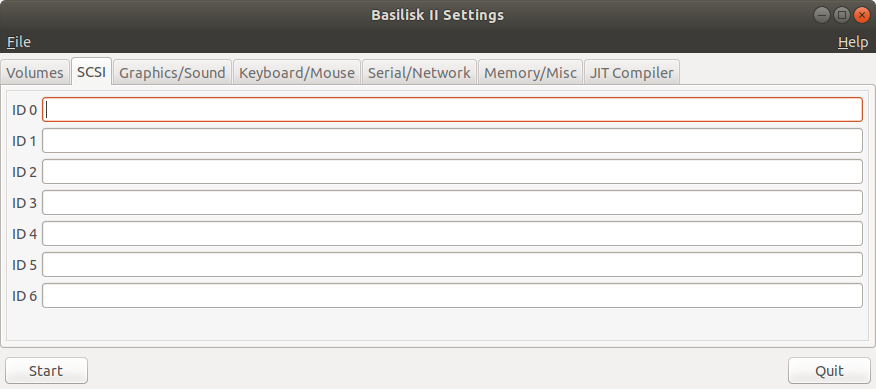 Basilisk II Settings
File Help
Volumes SCSI Graphics/Sound Keyboard/Mouse Serial/Network Memory/Misc JIT Compiler
ID 0
ID 1
ID 2
ID 3
ID 4
ID 5
ID 6
Start Quit